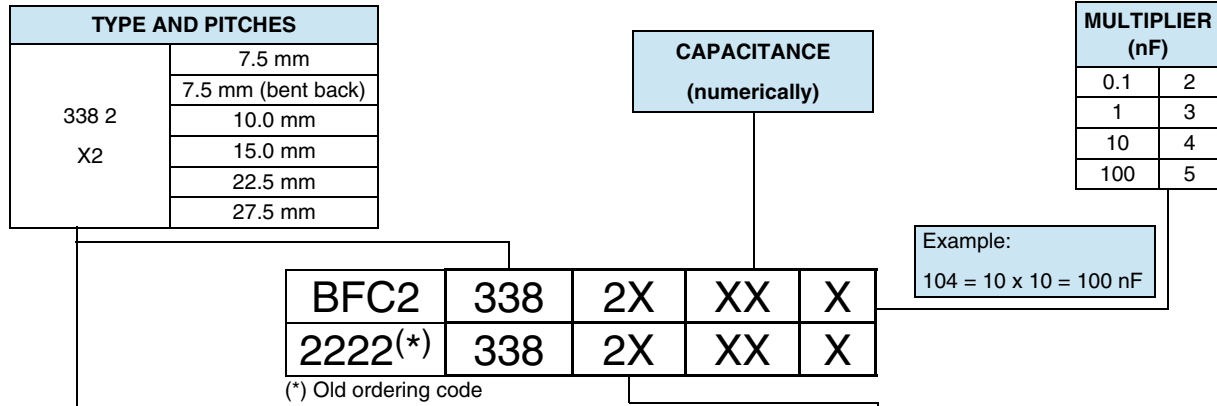 TYPE AND PITCHES
338 2
X2
7.5 mm
7.5 mm (bent back)
10.0 mm
15.0 mm
22.5 mm
27.5 mm
CAPACITANCE
(numerically)
MULTIPLIER
(nF)
0.1 2
1 3
10 4
100 5
Example:
104 = 10 x 10 = 100 nF
BFC2 338 2X XX X
2222(*) 338 2X XX X
(*) Old ordering code